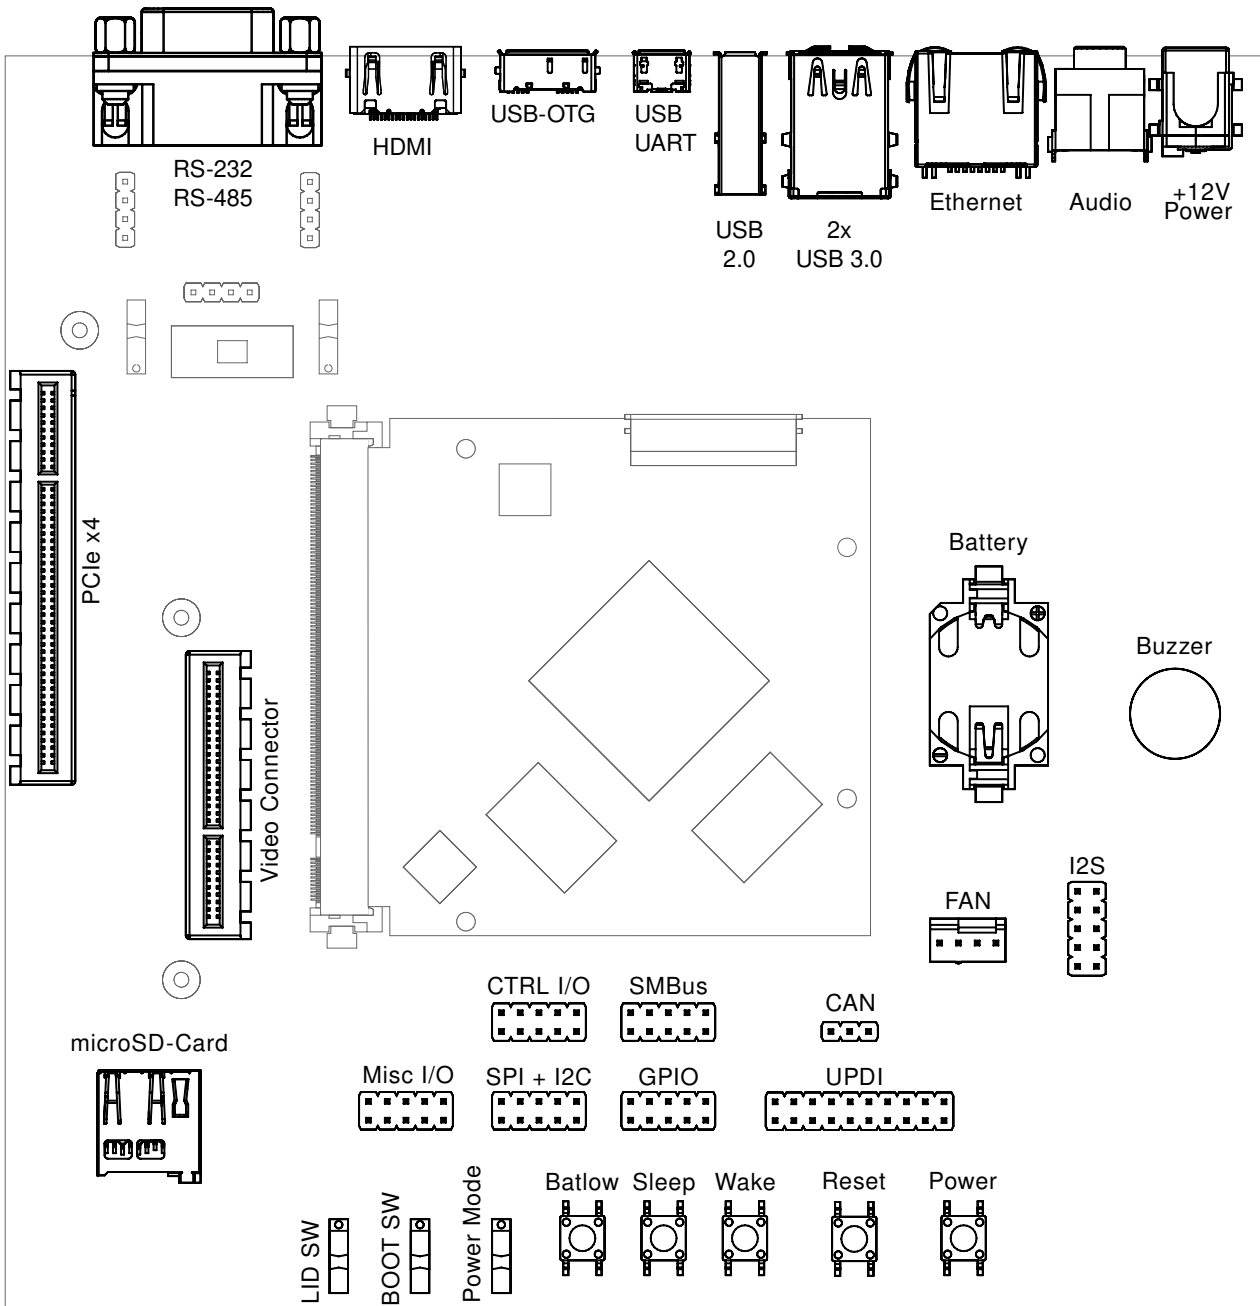 RS-232
RS-485
HDMI
USB-OTG
USB
UART
USB
2.0
2x
USB 3.0
Ethernet
Audio
+12V
Power
PCIe x4
Video Connector
Battery
Buzzer
I2S
FAN
CTRL I/O
SMBus
CAN
microSD-Card
Misc I/O
SPI + I2C
GPIO
UPDI
LID SW
BOOT SW
Power Mode
Batlow
Sleep
Wake
Reset
Power